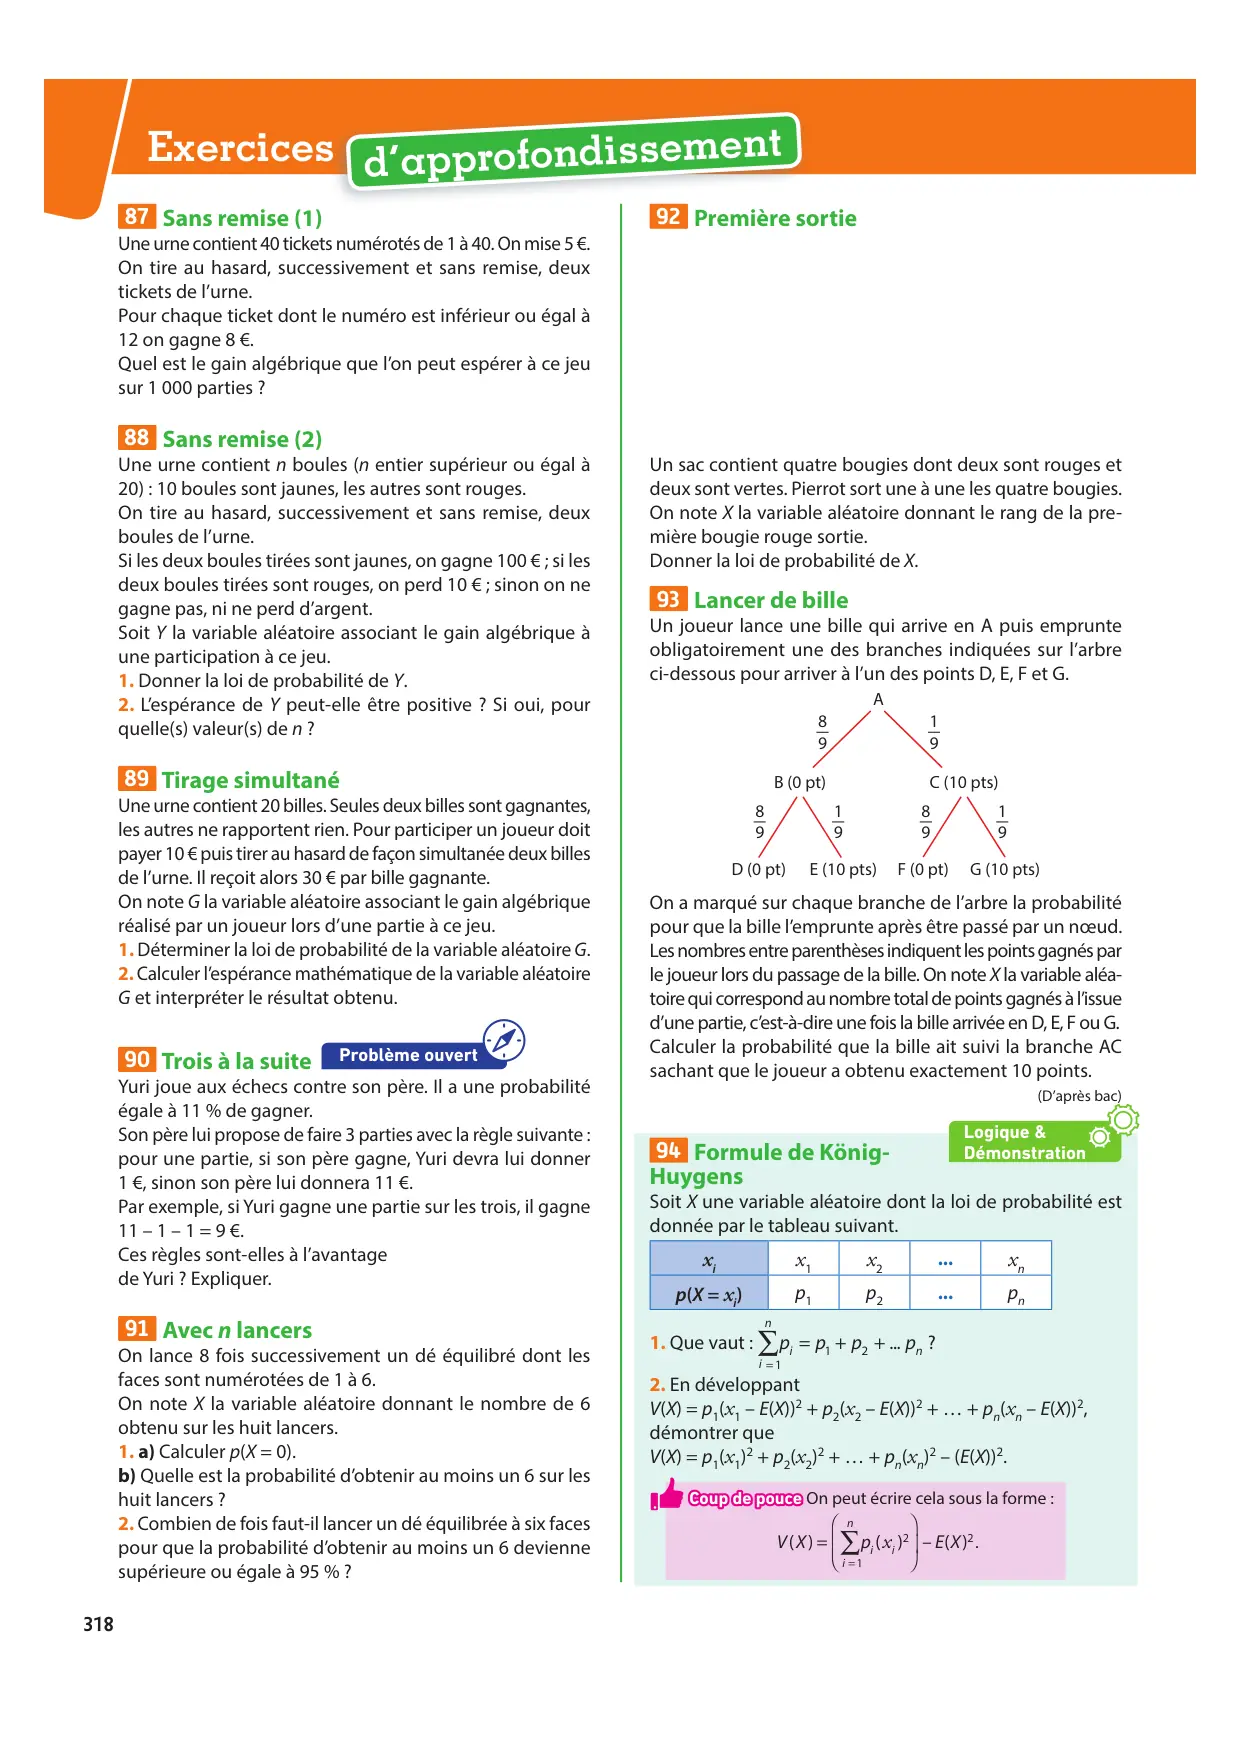 Exercices d'approfondissement
87 Sans remise (1)
Une urne contient 40 tickets numérotés de 1 à 40. On mise 5 €.
On tire au hasard, successivement et sans remise, deux
tickets de l'urne.
Pour chaque ticket dont le numéro est inférieur ou égal à
12 on gagne 8 €.
Quel est le gain algébrique que l'on peut espérer à ce jeu
sur 1 000 parties ?
88 Sans remise (2)
Une urne contient n boules (n entier supérieur ou égal à
20) : 10 boules sont jaunes, les autres sont rouges.
On tire au hasard, successivement et sans remise, deux
boules de l'urne.
Si les deux boules tirées sont jaunes, on gagne 100 € ; si les
deux boules tirées sont rouges, on perd 10 € ; sinon on ne
gagne pas, ni ne perd d'argent.
Soit Y la variable aléatoire associant le gain algébrique à
une participation à ce jeu.
1. Donner la loi de probabilité de Y.
2. L'espérance de Y peut-elle être positive ? Si oui, pour
quelle(s) valeur(s) de n ?
89 Tirage simultané
Une urne contient 20 billes. Seules deux billes sont gagnantes,
les autres ne rapportent rien. Pour participer un joueur doit
payer 10 € puis tirer au hasard de façon simultanée deux billes
de l'urne. Il reçoit alors 30 € par bille gagnante.
On note G la variable aléatoire associant le gain algébrique
réalisé par un joueur lors d'une partie à ce jeu.
1. Déterminer la loi de probabilité de la variable aléatoire G.
2. Calculer l'espérance mathématique de la variable aléatoire
G et interpréter le résultat obtenu.
90 Trois à la suite Problème ouvert
Yuri joue aux échecs contre son père. Il a une probabilité
égale à 11 % de gagner.
Son père lui propose de faire 3 parties avec la règle suivante :
pour une partie, si son père gagne, Yuri devra lui donner
1 €, sinon son père lui donnera 11 €.
Par exemple, si Yuri gagne une partie sur les trois, il gagne
11 – 1 – 1 = 9 €.
Ces règles sont-elles à l'avantage
de Yuri ? Expliquer.
91 Avec n lancers
On lance 8 fois successivement un dé équilibré dont les
faces sont numérotées de 1 à 6.
On note X la variable aléatoire donnant le nombre de 6
obtenu sur les huit lancers.
1. a) Calculer p(X = 0).
b) Quelle est la probabilité d'obtenir au moins un 6 sur les
huit lancers ?
2. Combien de fois faut-il lancer un dé équilibrée à six faces
pour que la probabilité d'obtenir au moins un 6 devienne
supérieure ou égale à 95 % ?
92 Première sortie
Un sac contient quatre bougies dont deux sont rouges et
deux sont vertes. Pierrot sort une à une les quatre bougies.
On note X la variable aléatoire donnant le rang de la pre-
mière bougie rouge sortie.
Donner la loi de probabilité de X.
93 Lancer de bille
Un joueur lance une bille qui arrive en A puis emprunte
obligatoirement une des branches indiquées sur l'arbre
ci-dessous pour arriver à l'un des points D, E, F et G.
A
8/9 1/9
B (0 pt) C (10 pts)
8/9 1/9 8/9 1/9
D (0 pt) E (10 pts) F (0 pt) G (10 pts)
On a marqué sur chaque branche de l'arbre la probabilité
pour que la bille l'emprunte après être passé par un nœud.
Les nombres entre parenthèses indiquent les points gagnés par
le joueur lors du passage de la bille. On note X la variable aléa-
toire qui correspond au nombre total de points gagnés à l'issue
d'une partie, c'est-à-dire une fois la bille arrivée en D, E, F ou G.
Calculer la probabilité que la bille ait suivi la branche AC
sachant que le joueur a obtenu exactement 10 points.
(D'après bac)
Logique &
Démonstration
94 Formule de König-
Huygens
Soit X une variable aléatoire dont la loi de probabilité est
donnée par le tableau suivant.
xᵢ x₁ x₂ ... xₙ
p(X = xᵢ) p₁ p₂ ... pₙ
1. Que vaut : ∑ᵢ₌₁ⁿ pᵢ = p₁ + p₂ + ... pₙ ?
2. En développant
V(X) = p₁(x₁ – E(X))² + p₂(x₂ – E(X))² + … + pₙ(xₙ – E(X))²,
démontrer que
V(X) = p₁(x₁)² + p₂(x₂)² + … + pₙ(xₙ)² – (E(X))².
Coup de pouce On peut écrire cela sous la forme :
V(X) = (∑ᵢ₌₁ⁿ pᵢ(xᵢ)²) – E(X)².
318